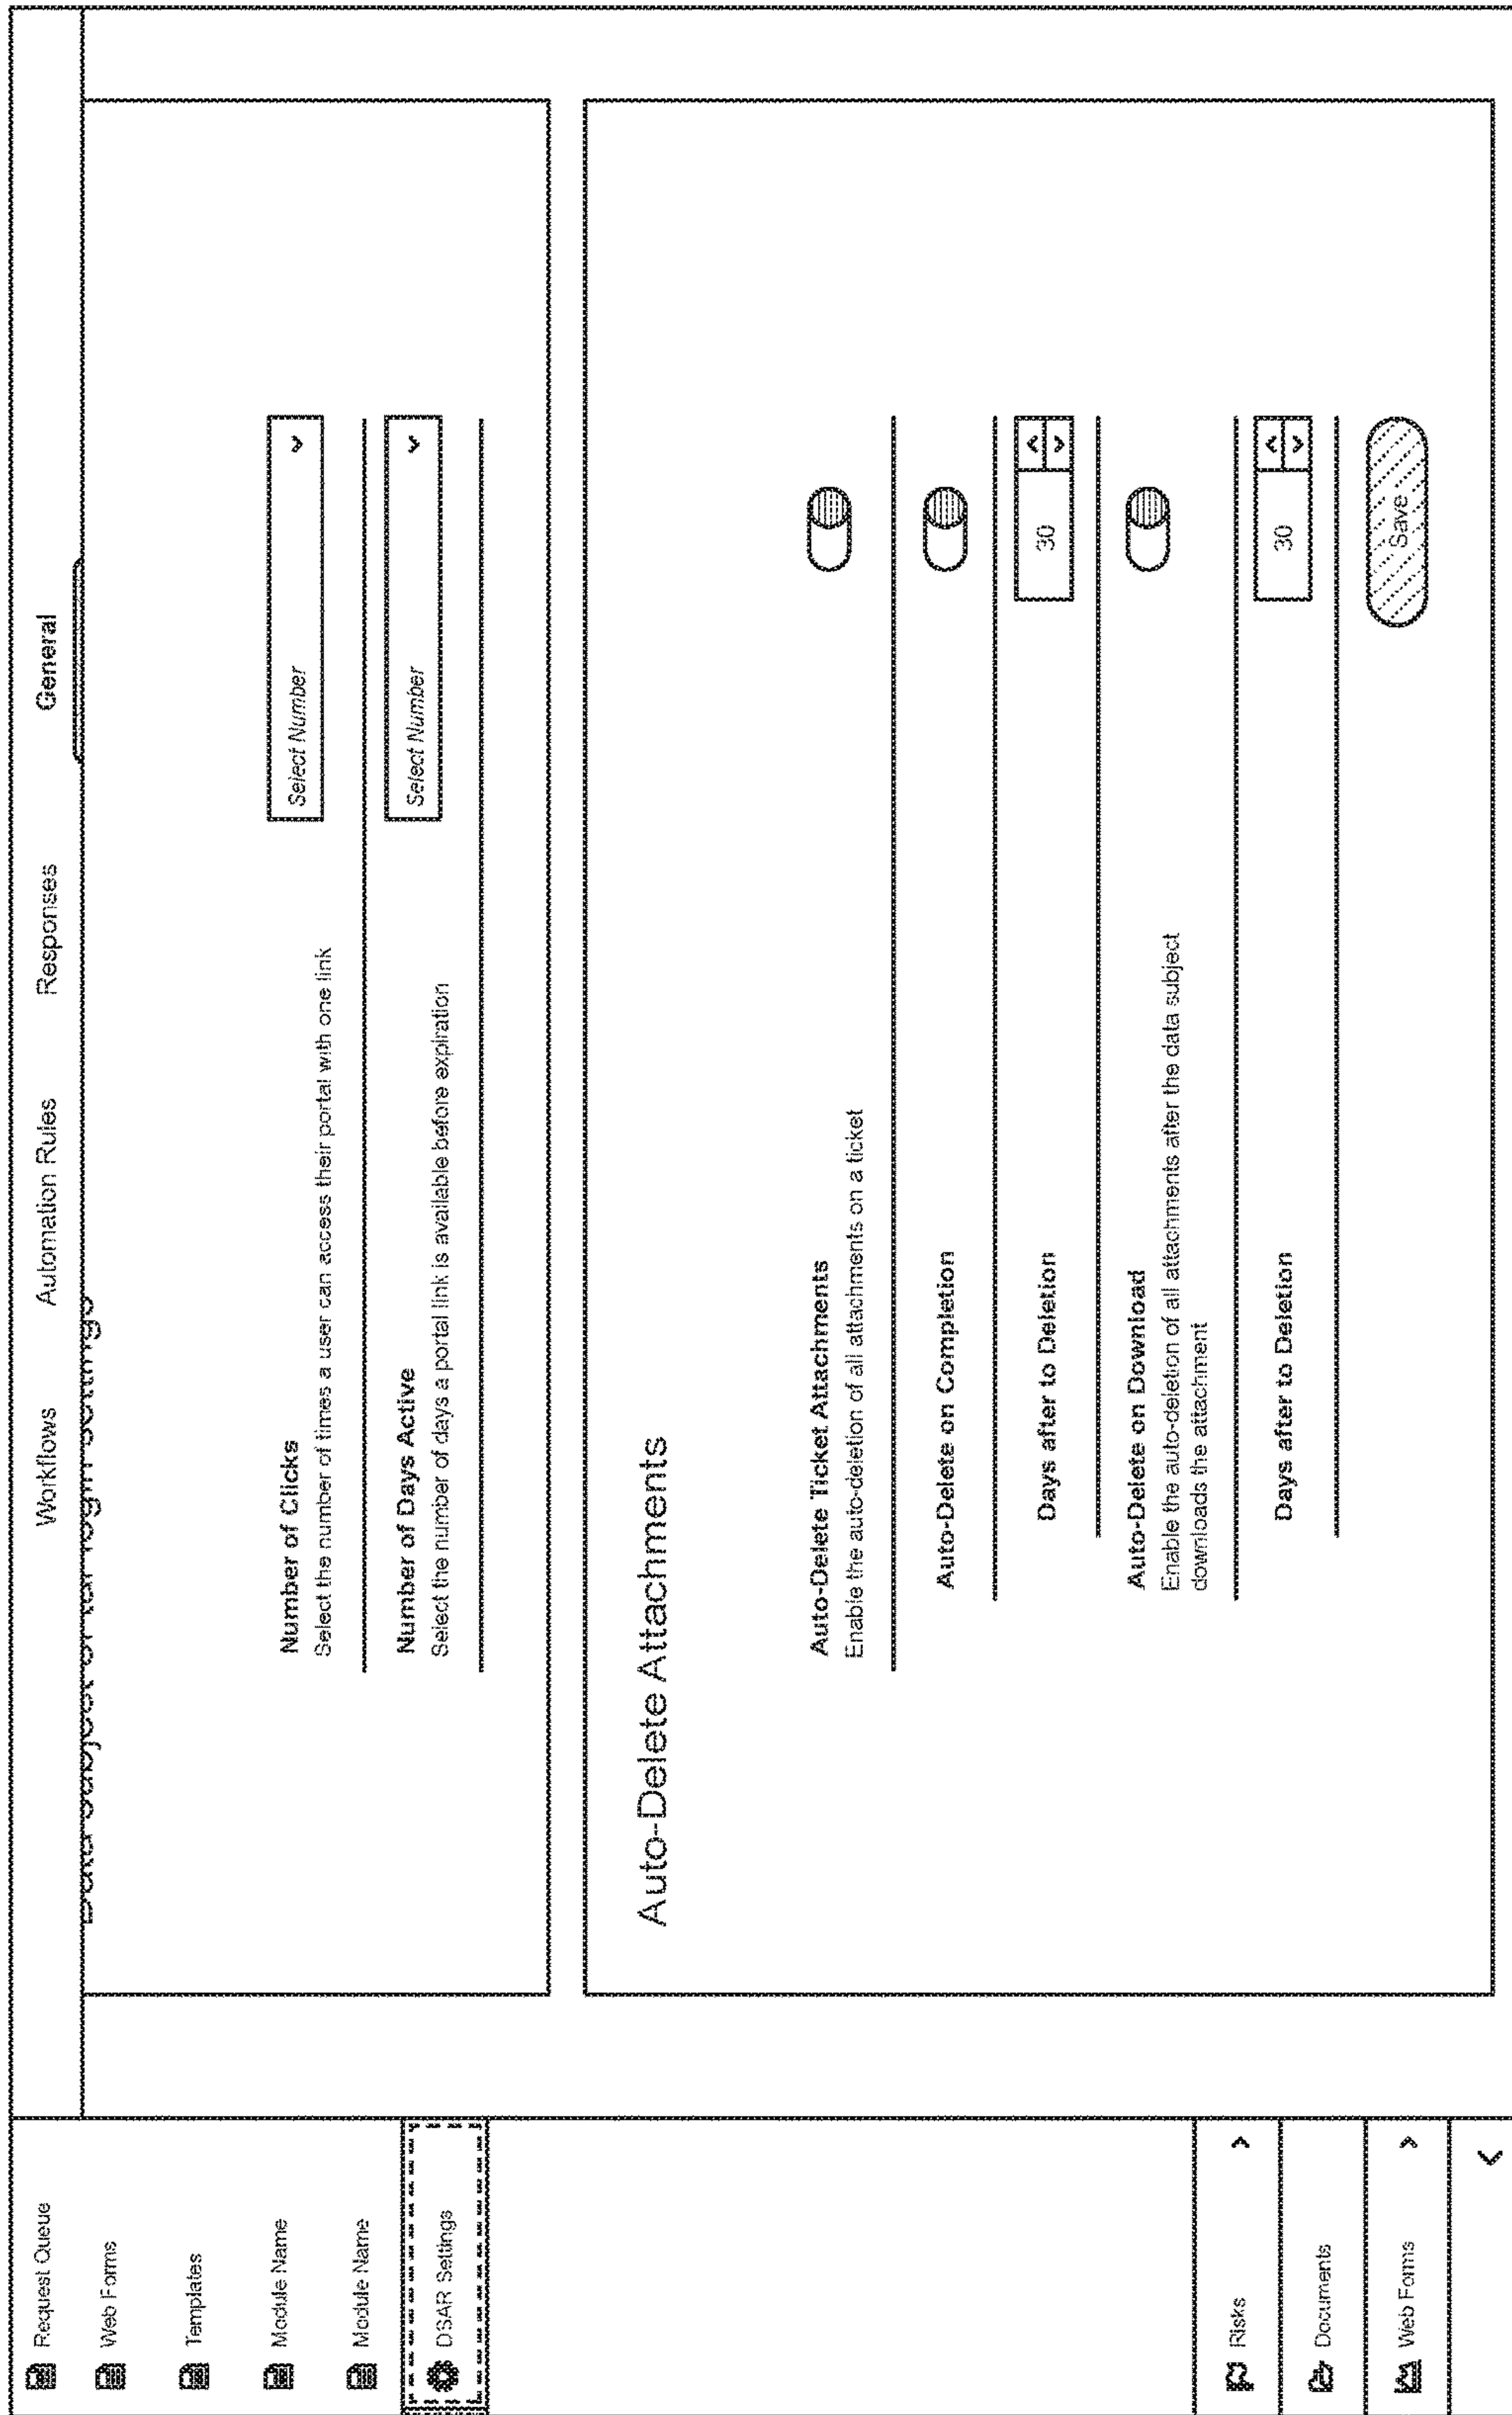 Request Queue
Web Forms
Templates
Module Name
Module Name
DSAR Settings
Risks
Documents
Web Forms
Workflows
Automation Rules
Responses
General
Number of Clicks
Select the number of times a user can access their portal with one link
Select Number
Number of Days Active
Select the number of days a portal link is available before expiration
Select Number
Auto-Delete Attachments
Auto-Delete Ticket Attachments
Enable the auto-deletion of all attachments on a ticket
Auto-Delete on Completion
Days after to Deletion
30
Auto-Delete on Download
Enable the auto-deletion of all attachments after the data subject
downloads the attachment
Days after to Deletion
30
Save